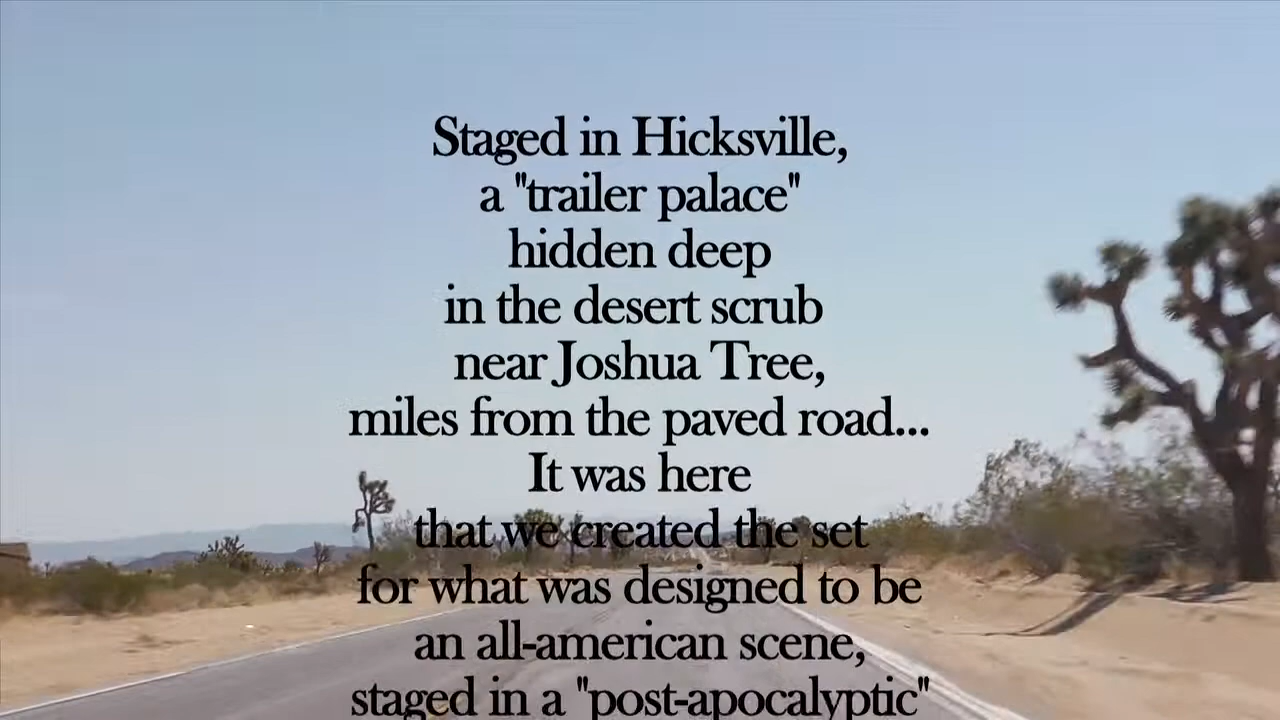 Staged in Hicksville,
a "trailer palace"
hidden deep
in the desert scrub
near Joshua Tree,
miles from the paved road...
It was here
that we created the set
for what was designed to be
an all-american scene,
staged in a "post-apocalyptic"